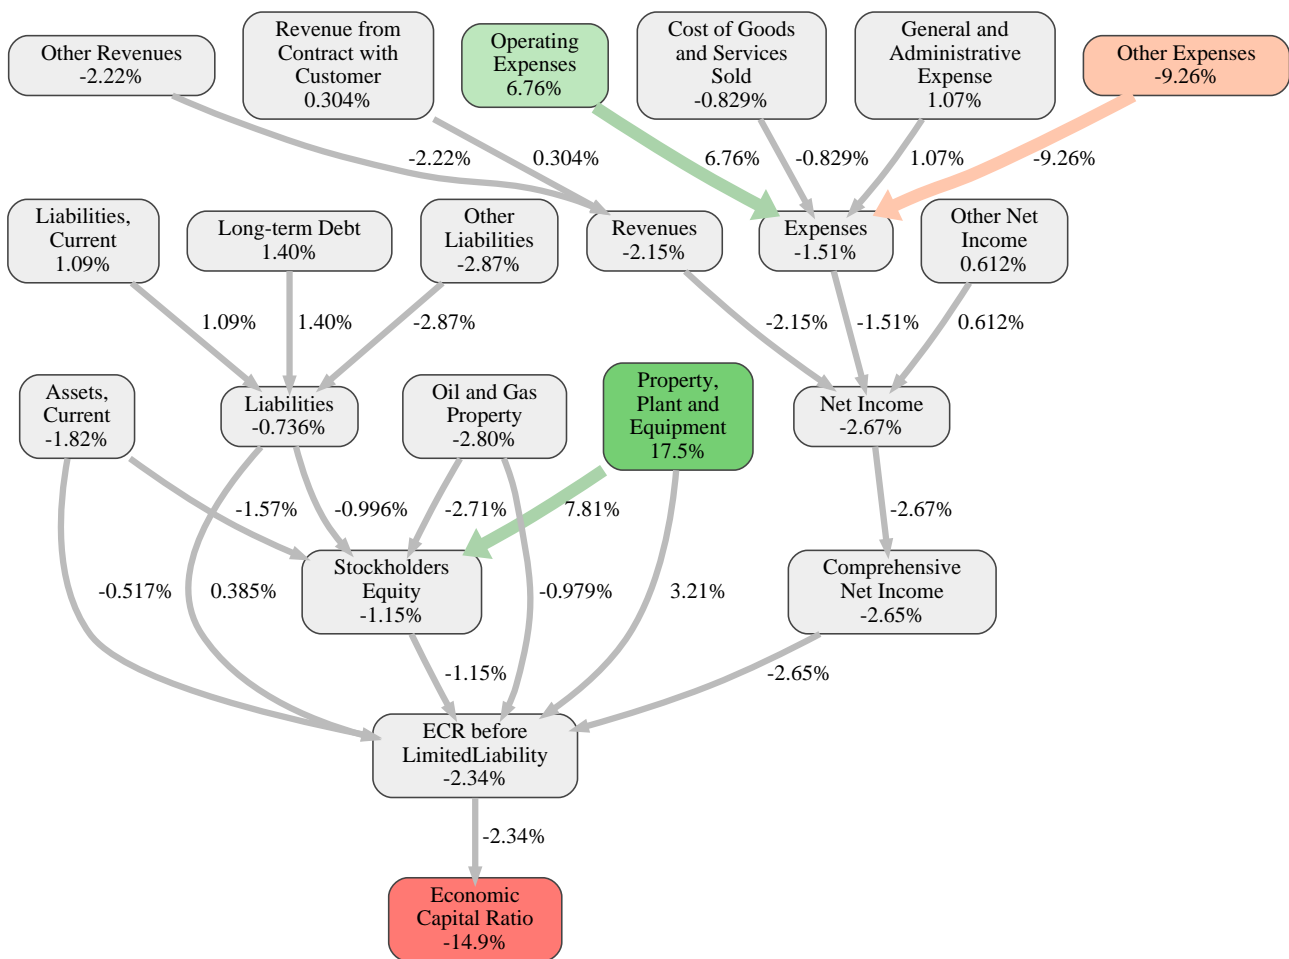 Other Revenues
-2.22%
Revenue from
Contract with
Customer
0.304%
Operating
Expenses
6.76%
Cost of Goods
and Services
Sold
-0.829%
General and
Administrative
Expense
1.07%
Other Expenses
-9.26%
-2.22%
0.304%
6.76%
-0.829%
1.07%
-9.26%
Liabilities,
Current
1.09%
Long-term Debt
1.40%
Other
Liabilities
-2.87%
Revenues
-2.15%
Expenses
-1.51%
Other Net
Income
0.612%
1.09%
1.40%
-2.87%
-2.15%
-1.51%
0.612%
Assets,
Current
-1.82%
Liabilities
-0.736%
Oil and Gas
Property
-2.80%
Property,
Plant and
Equipment
17.5%
Net Income
-2.67%
-1.57%
-0.996%
-2.71%
7.81%
-2.67%
Stockholders
Equity
-1.15%
Comprehensive
Net Income
-2.65%
-0.517%
0.385%
-0.979%
3.21%
-1.15%
-2.65%
ECR before
LimitedLiability
-2.34%
-2.34%
Economic
Capital Ratio
-14.9%